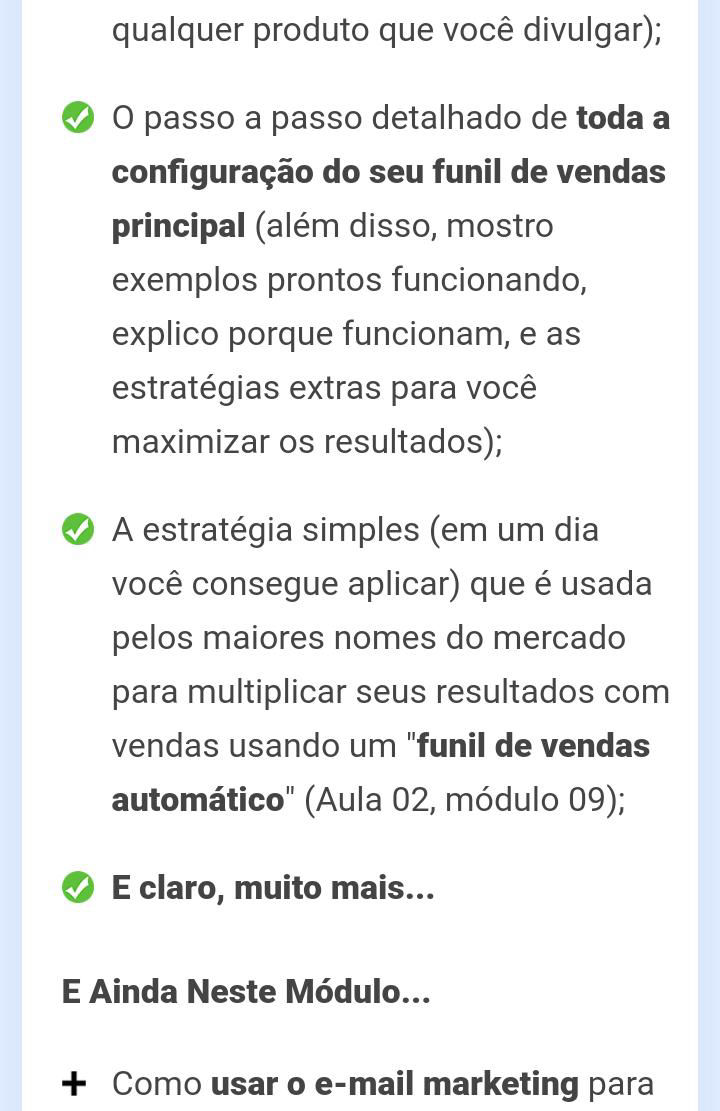 qualquer produto que você divulgar);
O passo a passo detalhado de toda a
configuração do seu funil de vendas
principal (além disso, mostro
exemplos prontos funcionando,
explico porque funcionam, e as
estratégias extras para você
maximizar os resultados);
A estratégia simples (em um dia
você consegue aplicar) que é usada
pelos maiores nomes do mercado
para multiplicar seus resultados com
vendas usando um "funil de vendas
automático" (Aula 02, módulo 09);
E claro, muito mais...
E Ainda Neste Módulo...
+ Como usar o e-mail marketing para